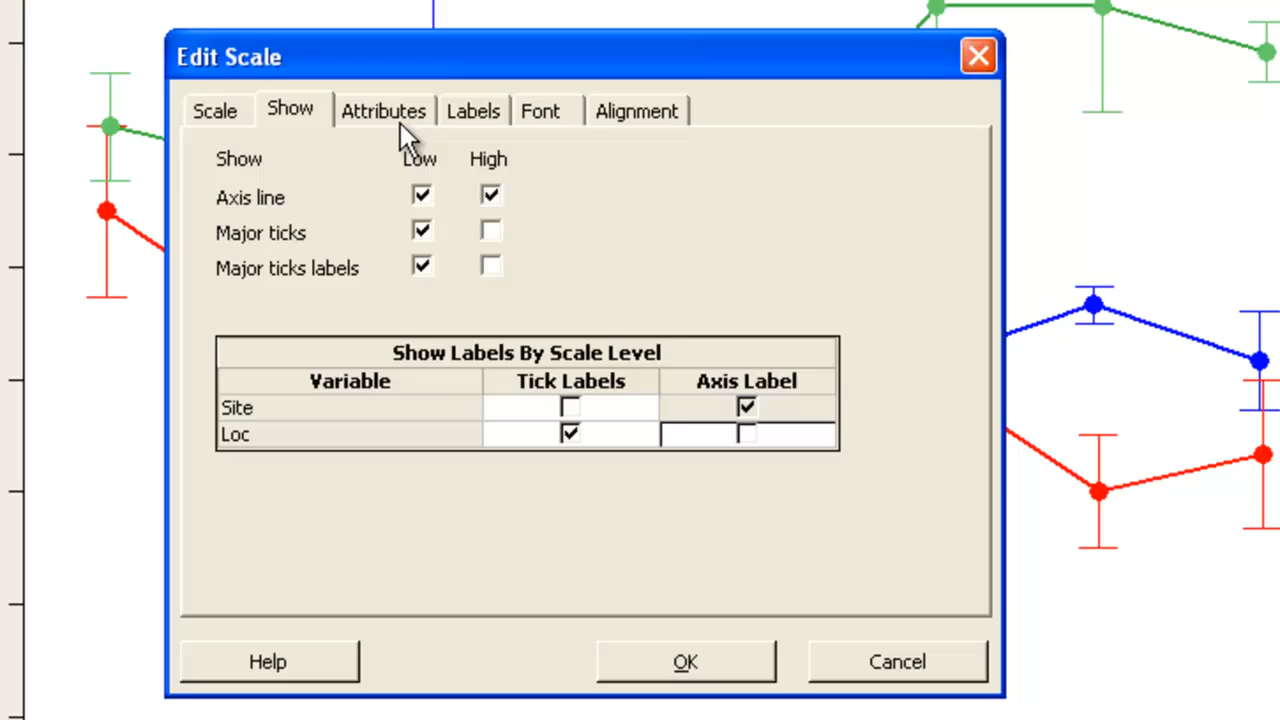 Edit Scale
Scale Show Attributes Labels Font Alignment
Show Low High
Axis line
Major ticks
Major ticks labels
Show Labels By Scale Level
Variable Tick Labels Axis Label
Site
Loc
Help OK Cancel